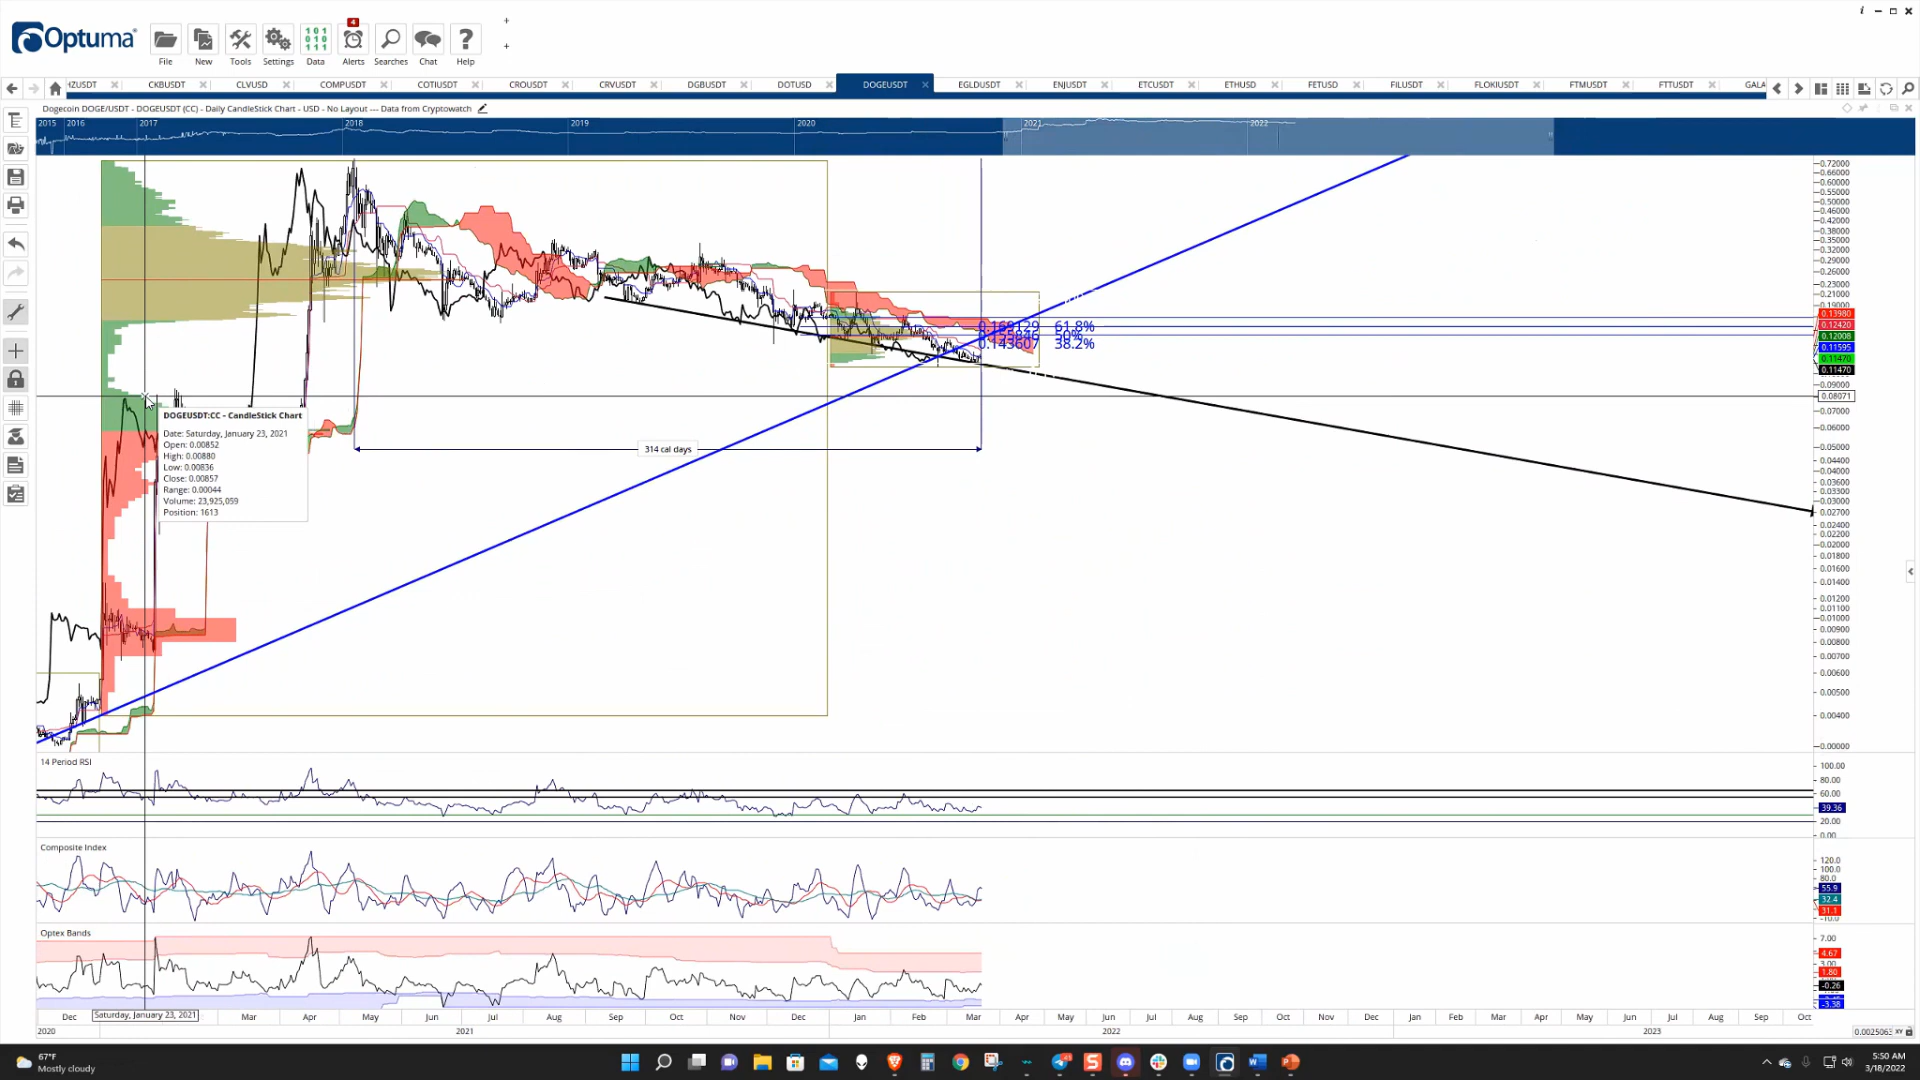 Optuma
4
File
New
Tools
Settings
Data
Alerts
Searches
Chat
Help
HZUSDT
CKBUSDT
CLVUSD
COMPUSDT
COTIUSDT
CROUSDT
CRVUSDT
DGBUSDT
DOTUSD
DOGEUSDT
EGLDUSDT
ENJUSDT
ETCUSDT
ETHUSD
FETUSD
FILUSDT
FLOKIUSDT
FTMUSDT
FTTUSDT
GALA
Dogecoin DOGE/USDT - DOGEUSDT (CC) - Daily CandleStick Chart - USD - No Layout --- Data from Cryptowatch
2015 2016 2017 2018 2019 2020 2021 2022
0.72000
0.66000
0.60000
0.55000
0.50000
0.46000
0.42000
0.38000
0.35000
0.32000
0.29000
0.26000
0.23000
0.21000
0.19000
0.13980
0.12420
0.12008
0.11595
0.11470
0.11470
0.09000
0.08071
0.07000
0.06000
0.05000
0.04400
0.04000
0.03600
0.03300
0.03000
0.02700
0.02400
0.02200
0.02000
0.01800
0.01600
0.01400
0.01200
0.01100
0.01000
0.00900
0.00800
0.00700
0.00600
0.00500
0.00400
0.00000
0.169129 61.8%
50%
0.143607 38.2%
314 cal days
DOGEUSDT:CC - CandleStick Chart
Date: Saturday, January 23, 2021
Open: 0.00852
High: 0.00880
Low: 0.00836
Close: 0.00857
Range: 0.00044
Volume: 23,925,059
Position: 1613
14 Period RSI
100.00
80.00
60.00
39.36
20.00
0.00
Composite Index
120.0
100.0
80.0
55.9
32.4
31.1
Optex Bands
7.00
4.67
3.00
1.80
-0.26
-3.38
Dec Saturday, January 23, 2021 Mar Apr May Jun Jul Aug Sep Oct Nov Dec Jan Feb Mar Apr May Jun Jul Aug Sep Oct Nov Dec Jan Feb Mar Apr May Jun Jul Aug Sep Oct
2020 2021 2022 2023
0.0025063 XY
67°F
Mostly cloudy
5:50 AM
3/18/2022